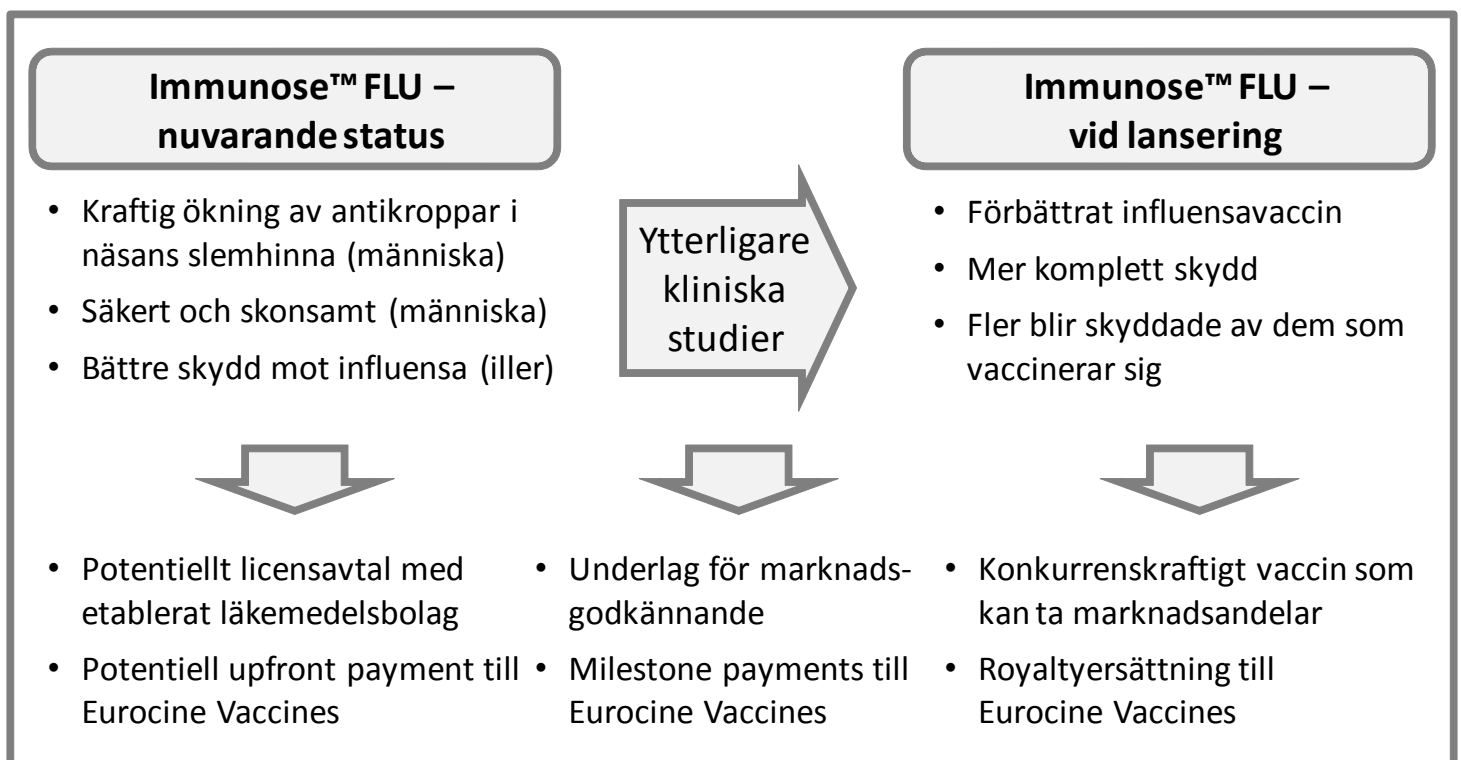 Immunose™ FLU –
nuvarande status
• Kraftig ökning av antikroppar i
näsans slemhinna (människa)
• Säkert och skonsamt (människa)
• Bättre skydd mot influensa (iller)
Ytterligare
kliniska
studier
Immunose™ FLU –
vid lansering
• Förbättrat influensavaccin
• Mer komplett skydd
• Fler blir skyddade av dem som
vaccinerar sig
• Potentiellt licensavtal med
etablerat läkemedelsbolag
• Potentiell upfront payment till
Eurocine Vaccines
• Underlag för marknads-
godkännande
• Milestone payments till
Eurocine Vaccines
• Konkurrenskraftigt vaccin som
kan ta marknadsandelar
• Royaltyersättning till
Eurocine Vaccines